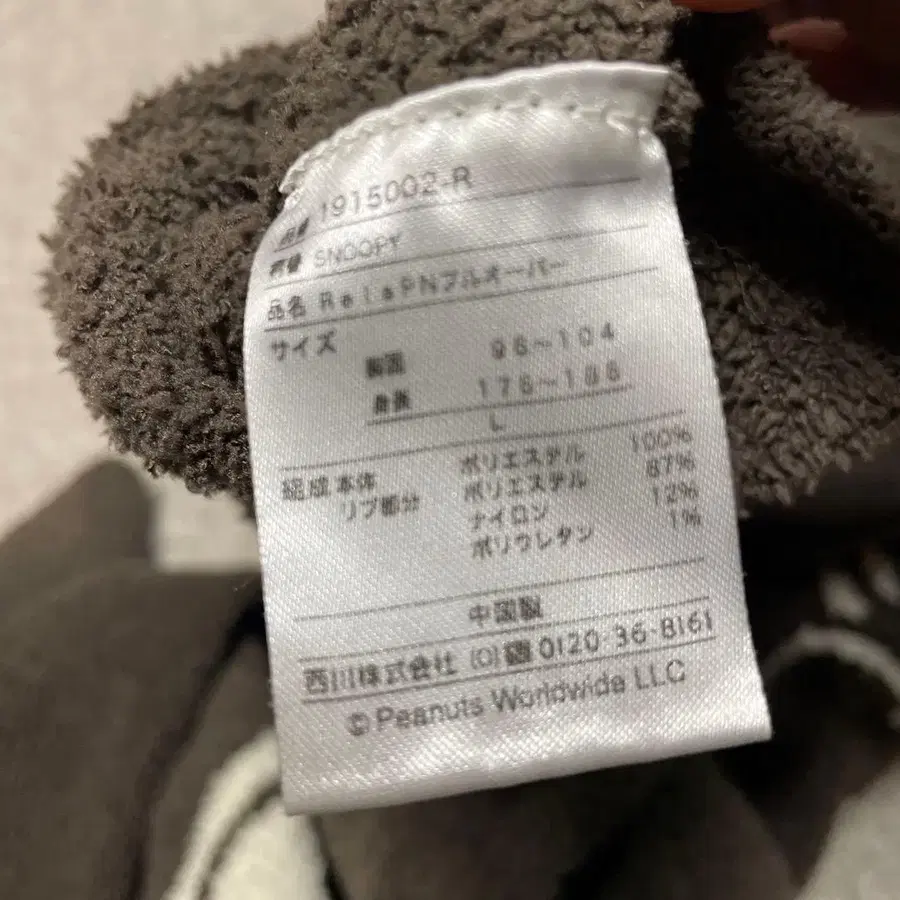 品番 1915002-R
柄番 SNOOPY
品名 RelaPNプルオーバー
サイズ
胸囲 96~104
身長 175~185
L
組成 本体 ポリエステル 100%
リブ部分 ポリエステル 87%
ナイロン 12%
ポリウレタン 1%
中国製
西川株式会社 (O) 0120-36-8161
© Peanuts Worldwide LLC